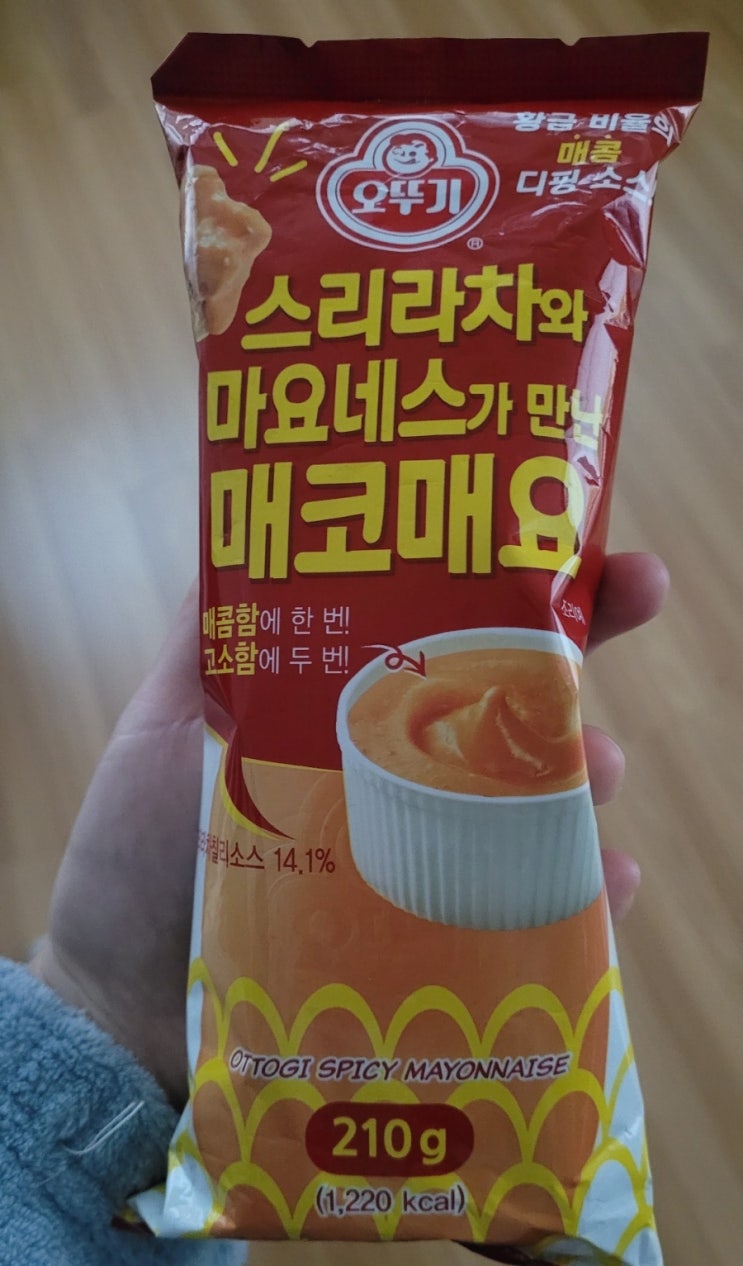 황금 비율의
매콤
디핑 소스
오뚜기
®
스리라차와
마요네스가 만난
매코매요
매콤함에 한 번!
고소함에 두 번!
칠리소스 14.1%
OTTOGI SPICY MAYONNAISE
210g
(1,220 kcal)